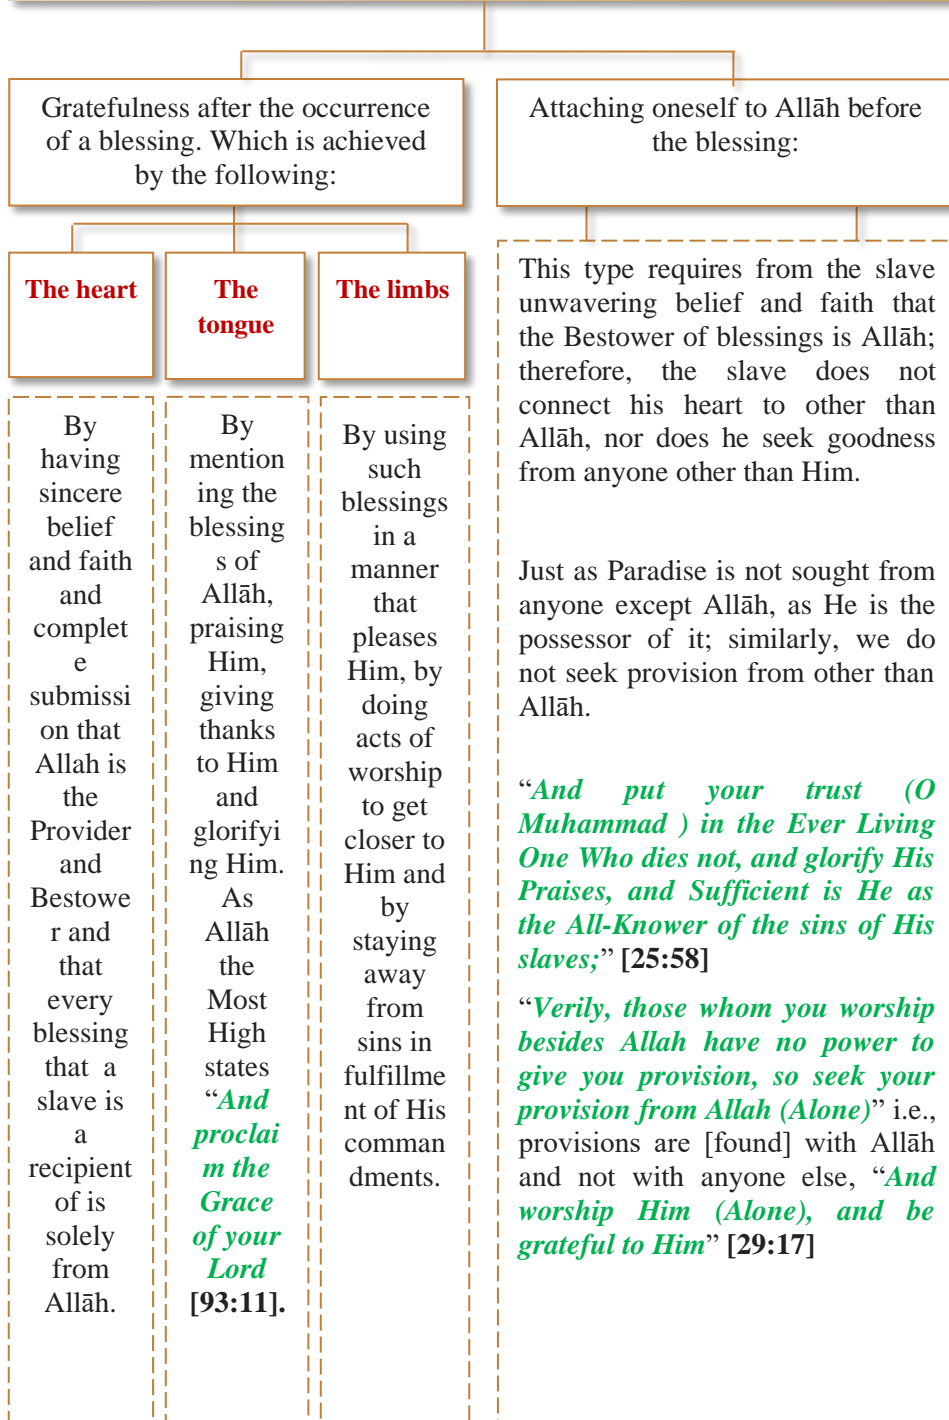 Gratefulness after the occurrence
of a blessing. Which is achieved
by the following:
Attaching oneself to Allāh before
the blessing:
The heart
The
tongue
The limbs
By
having
sincere
belief
and faith
and
complet
e
submissi
on that
Allah is
the
Provider
and
Bestowe
r and
that
every
blessing
that a
slave is
a
recipient
of is
solely
from
Allāh.
By
mention
ing the
blessing
s of
Allāh,
praising
Him,
giving
thanks
to Him
and
glorifyi
ng Him.
As
Allāh
the
Most
High
states
“And
proclai
m the
Grace
of your
Lord
[93:11].
By using
such
blessings
in a
manner
that
pleases
Him, by
doing
acts of
worship
to get
closer to
Him and
by
staying
away
from
sins in
fulfillme
nt of His
comman
dments.
This type requires from the slave
unwavering belief and faith that
the Bestower of blessings is Allāh;
therefore, the slave does not
connect his heart to other than
Allāh, nor does he seek goodness
from anyone other than Him.
Just as Paradise is not sought from
anyone except Allāh, as He is the
possessor of it; similarly, we do
not seek provision from other than
Allāh.
“And put your trust (O
Muhammad ) in the Ever Living
One Who dies not, and glorify His
Praises, and Sufficient is He as
the All-Knower of the sins of His
slaves;” [25:58]
“Verily, those whom you worship
besides Allah have no power to
give you provision, so seek your
provision from Allah (Alone)” i.e.,
provisions are [found] with Allāh
and not with anyone else, “And
worship Him (Alone), and be
grateful to Him” [29:17]